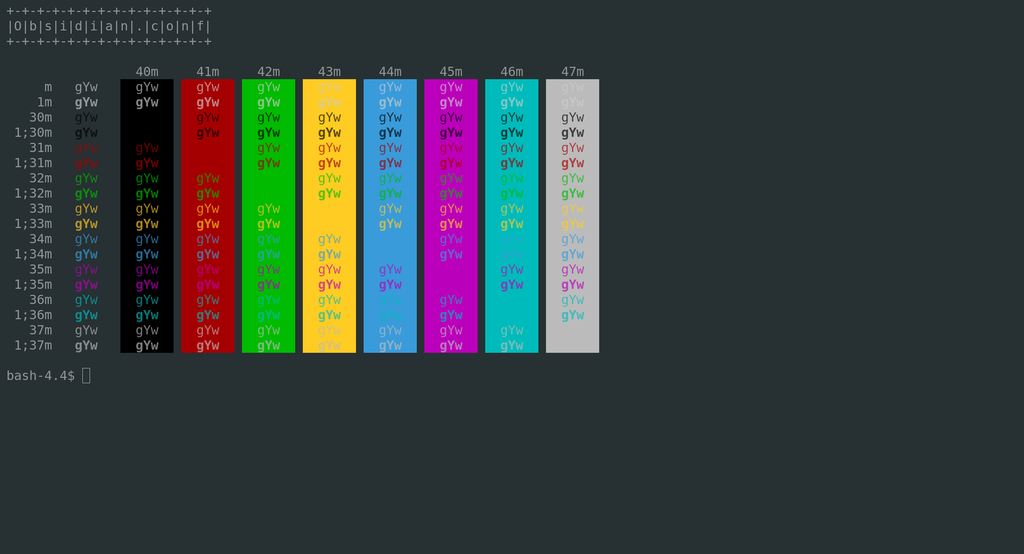 +-+-+-+-+-+-+-+-+-+-+-+-+-+
|O|b|s|i|d|i|a|n|.|c|o|n|f|
+-+-+-+-+-+-+-+-+-+-+-+-+-+
40m 41m 42m 43m 44m 45m 46m 47m
m gYw gYw gYw gYw gYw gYw gYw gYw gYw
1m gYw gYw gYw gYw gYw gYw gYw gYw gYw
30m gYw gYw gYw gYw gYw gYw gYw gYw
1;30m gYw gYw gYw gYw gYw gYw gYw gYw
31m gYw gYw gYw gYw gYw gYw gYw gYw
1;31m gYw gYw gYw gYw gYw gYw gYw gYw
32m gYw gYw gYw gYw gYw gYw gYw gYw
1;32m gYw gYw gYw gYw gYw gYw gYw gYw
33m gYw gYw gYw gYw gYw gYw gYw gYw
1;33m gYw gYw gYw gYw gYw gYw gYw gYw
34m gYw gYw gYw gYw gYw gYw gYw gYw
1;34m gYw gYw gYw gYw gYw gYw gYw gYw
35m gYw gYw gYw gYw gYw gYw gYw gYw
1;35m gYw gYw gYw gYw gYw gYw gYw gYw
36m gYw gYw gYw gYw gYw gYw gYw gYw
1;36m gYw gYw gYw gYw gYw gYw gYw gYw
37m gYw gYw gYw gYw gYw gYw gYw gYw
1;37m gYw gYw gYw gYw gYw gYw gYw gYw
bash-4.4$